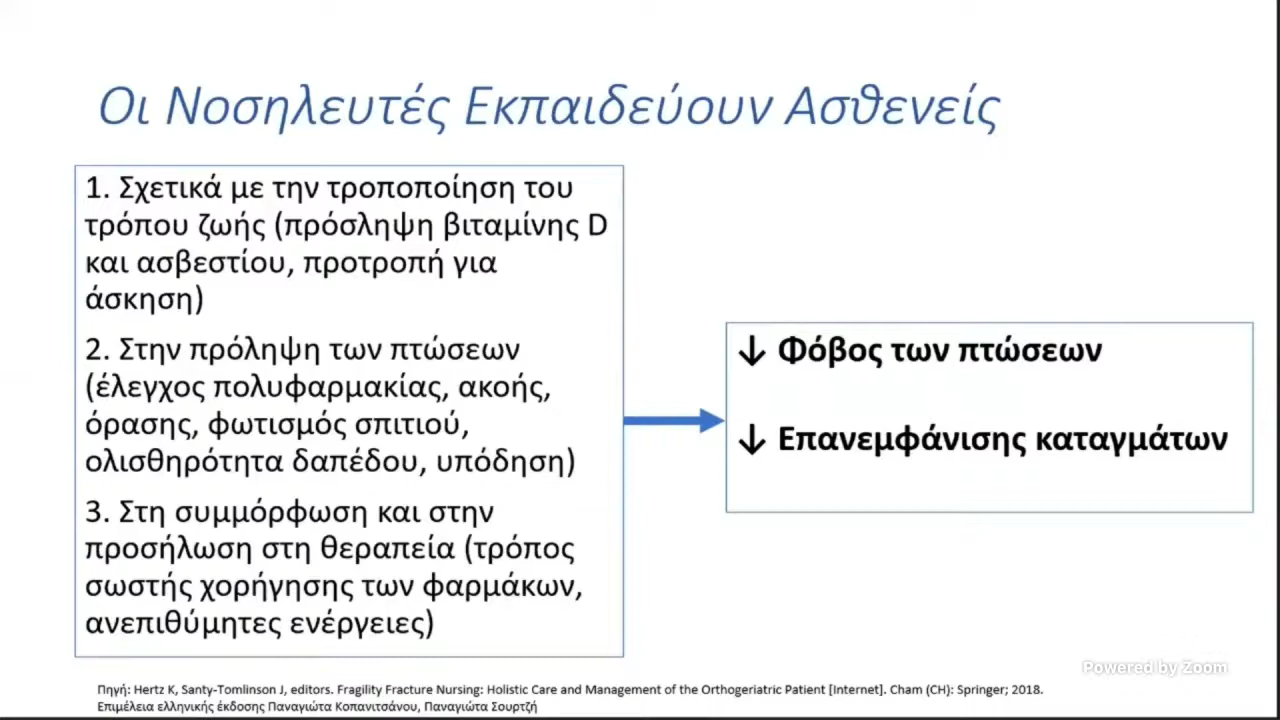 Οι Νοσηλευτές Εκπαιδεύουν Ασθενείς
1. Σχετικά με την τροποποίηση του
τρόπου ζωής (πρόσληψη βιταμίνης D
και ασβεστίου, προτροπή για
άσκηση)
2. Στην πρόληψη των πτώσεων
(έλεγχος πολυφαρμακίας, ακοής,
όρασης, φωτισμός σπιτιού,
ολισθηρότητα δαπέδου, υπόδηση)
3. Στη συμμόρφωση και στην
προσήλωση στη θεραπεία (τρόπος
σωστής χορήγησης των φαρμάκων,
ανεπιθύμητες ενέργειες)
↓ Φόβος των πτώσεων
↓ Επανεμφάνισης καταγμάτων
Powered by Zoom
Πηγή: Hertz K, Santy-Tomlinson J, editors. Fragility Fracture Nursing: Holistic Care and Management of the Orthogeriatric Patient [Internet]. Cham (CH): Springer; 2018.
Επιμέλεια ελληνικής έκδοσης Παναγιώτα Κοπανιτσάνου, Παναγιώτα Σουρτζή